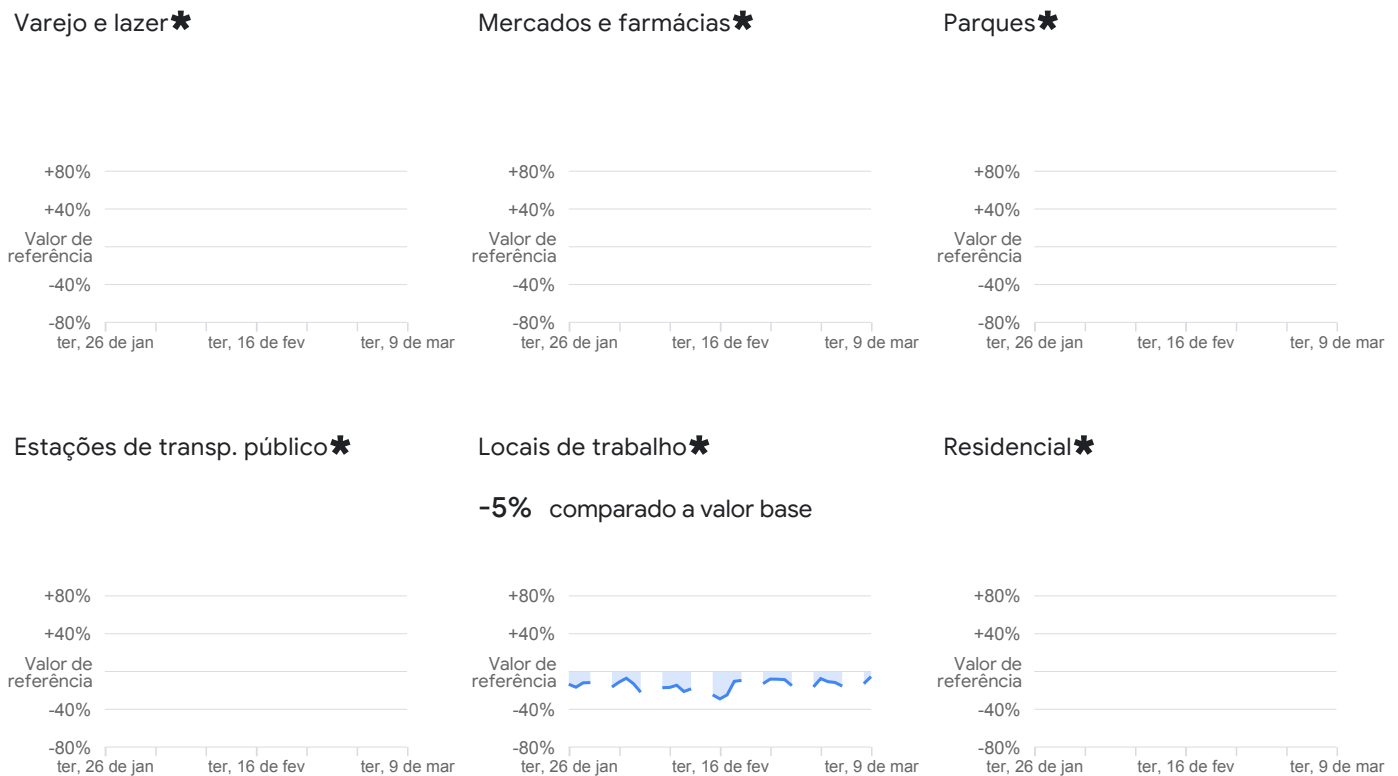 Varejo e lazer*
+80%
+40%
Valor de
referência
-40%
-80%
ter, 26 de jan ter, 16 de fev ter, 9 de mar
Mercados e farmácias*
+80%
+40%
Valor de
referência
-40%
-80%
ter, 26 de jan ter, 16 de fev ter, 9 de mar
Parques*
+80%
+40%
Valor de
referência
-40%
-80%
ter, 26 de jan ter, 16 de fev ter, 9 de mar
Estações de transp. público*
+80%
+40%
Valor de
referência
-40%
-80%
ter, 26 de jan ter, 16 de fev ter, 9 de mar
Locais de trabalho*
-5% comparado a valor base
+80%
+40%
Valor de
referência
-40%
-80%
ter, 26 de jan ter, 16 de fev ter, 9 de mar
Residencial*
+80%
+40%
Valor de
referência
-40%
-80%
ter, 26 de jan ter, 16 de fev ter, 9 de mar